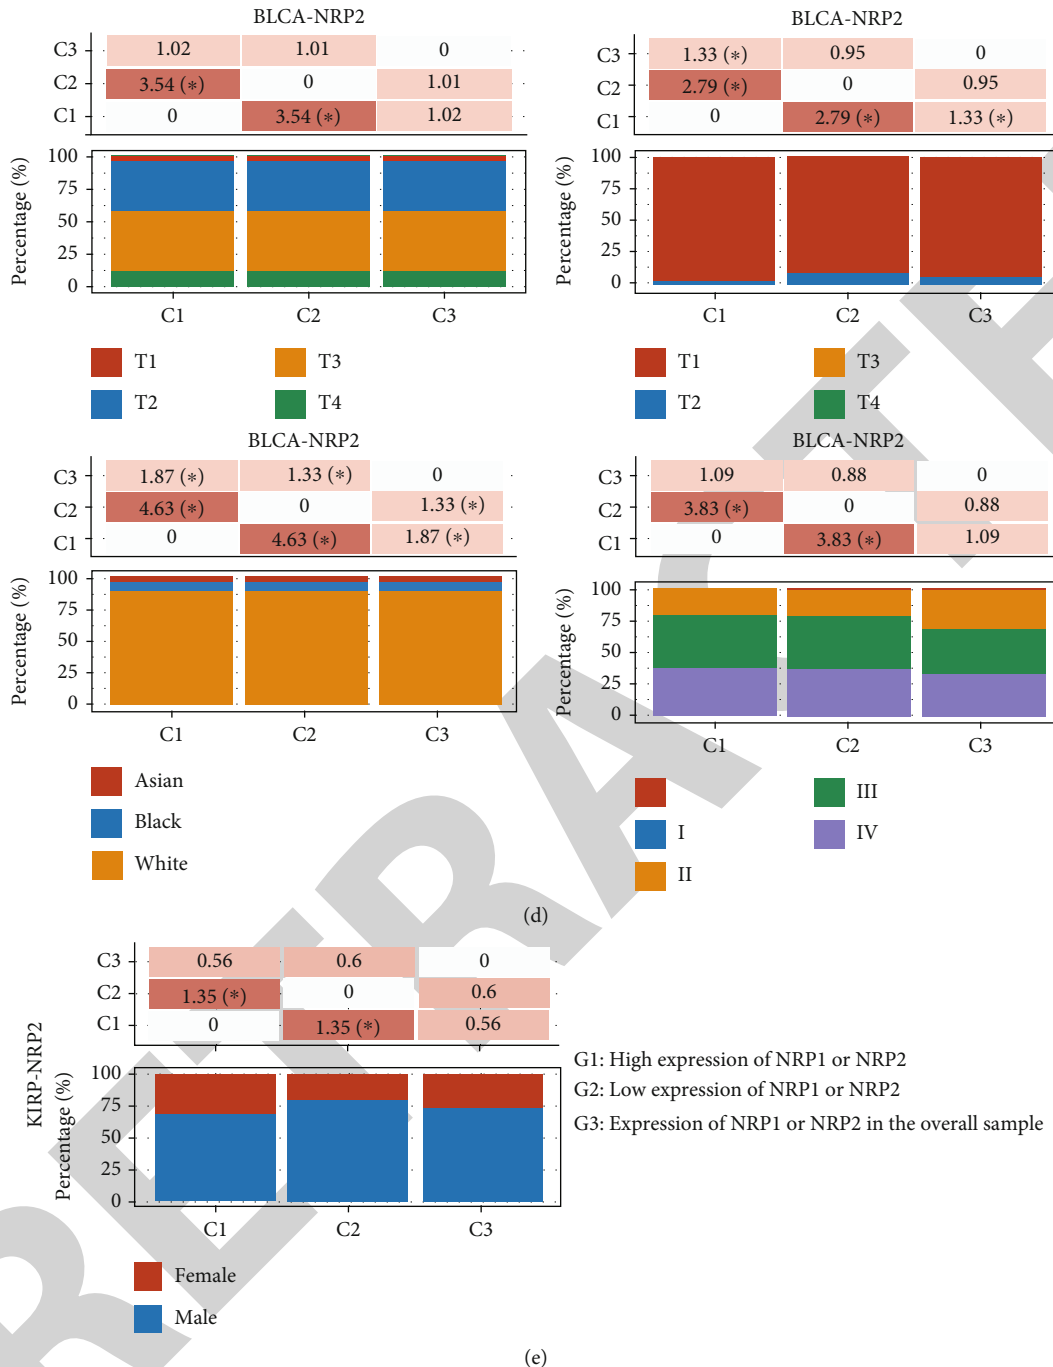 BLCA-NRP2
C3 1.02 1.01 0
C2 3.54 (*) 0 1.01
C1 0 3.54 (*) 1.02
Percentage (%)
100
75
50
25
0
C1 C2 C3
T1 T3
T2 T4
BLCA-NRP2
C3 1.33 (*) 0.95 0
C2 2.79 (*) 0 0.95
C1 0 2.79 (*) 1.33 (*)
Percentage (%)
100
75
50
25
0
C1 C2 C3
T1 T3
T2 T4
BLCA-NRP2
C3 1.87 (*) 1.33 (*) 0
C2 4.63 (*) 0 1.33 (*)
C1 0 4.63 (*) 1.87 (*)
Percentage (%)
100
75
50
25
0
C1 C2 C3
Asian
Black
White
BLCA-NRP2
C3 1.09 0.88 0
C2 3.83 (*) 0 0.88
C1 0 3.83 (*) 1.09
Percentage (%)
100
75
50
25
0
C1 C2 C3
III
I IV
II
(d)
KIRP-NRP2
C3 0.56 0.6 0
C2 1.35 (*) 0 0.6
C1 0 1.35 (*) 0.56
Percentage (%)
100
75
50
25
0
C1 C2 C3
Female
Male
G1: High expression of NRP1 or NRP2
G2: Low expression of NRP1 or NRP2
G3: Expression of NRP1 or NRP2 in the overall sample
(e)
RETRACTE